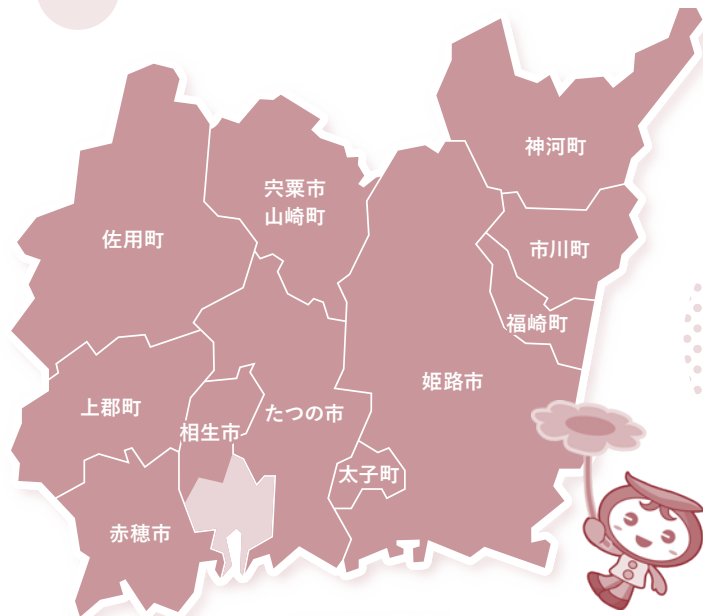 神河町
宍粟市
山崎町
佐用町
市川町
福崎町
姫路市
上郡町
たつの市
相生市
太子町
赤穂市